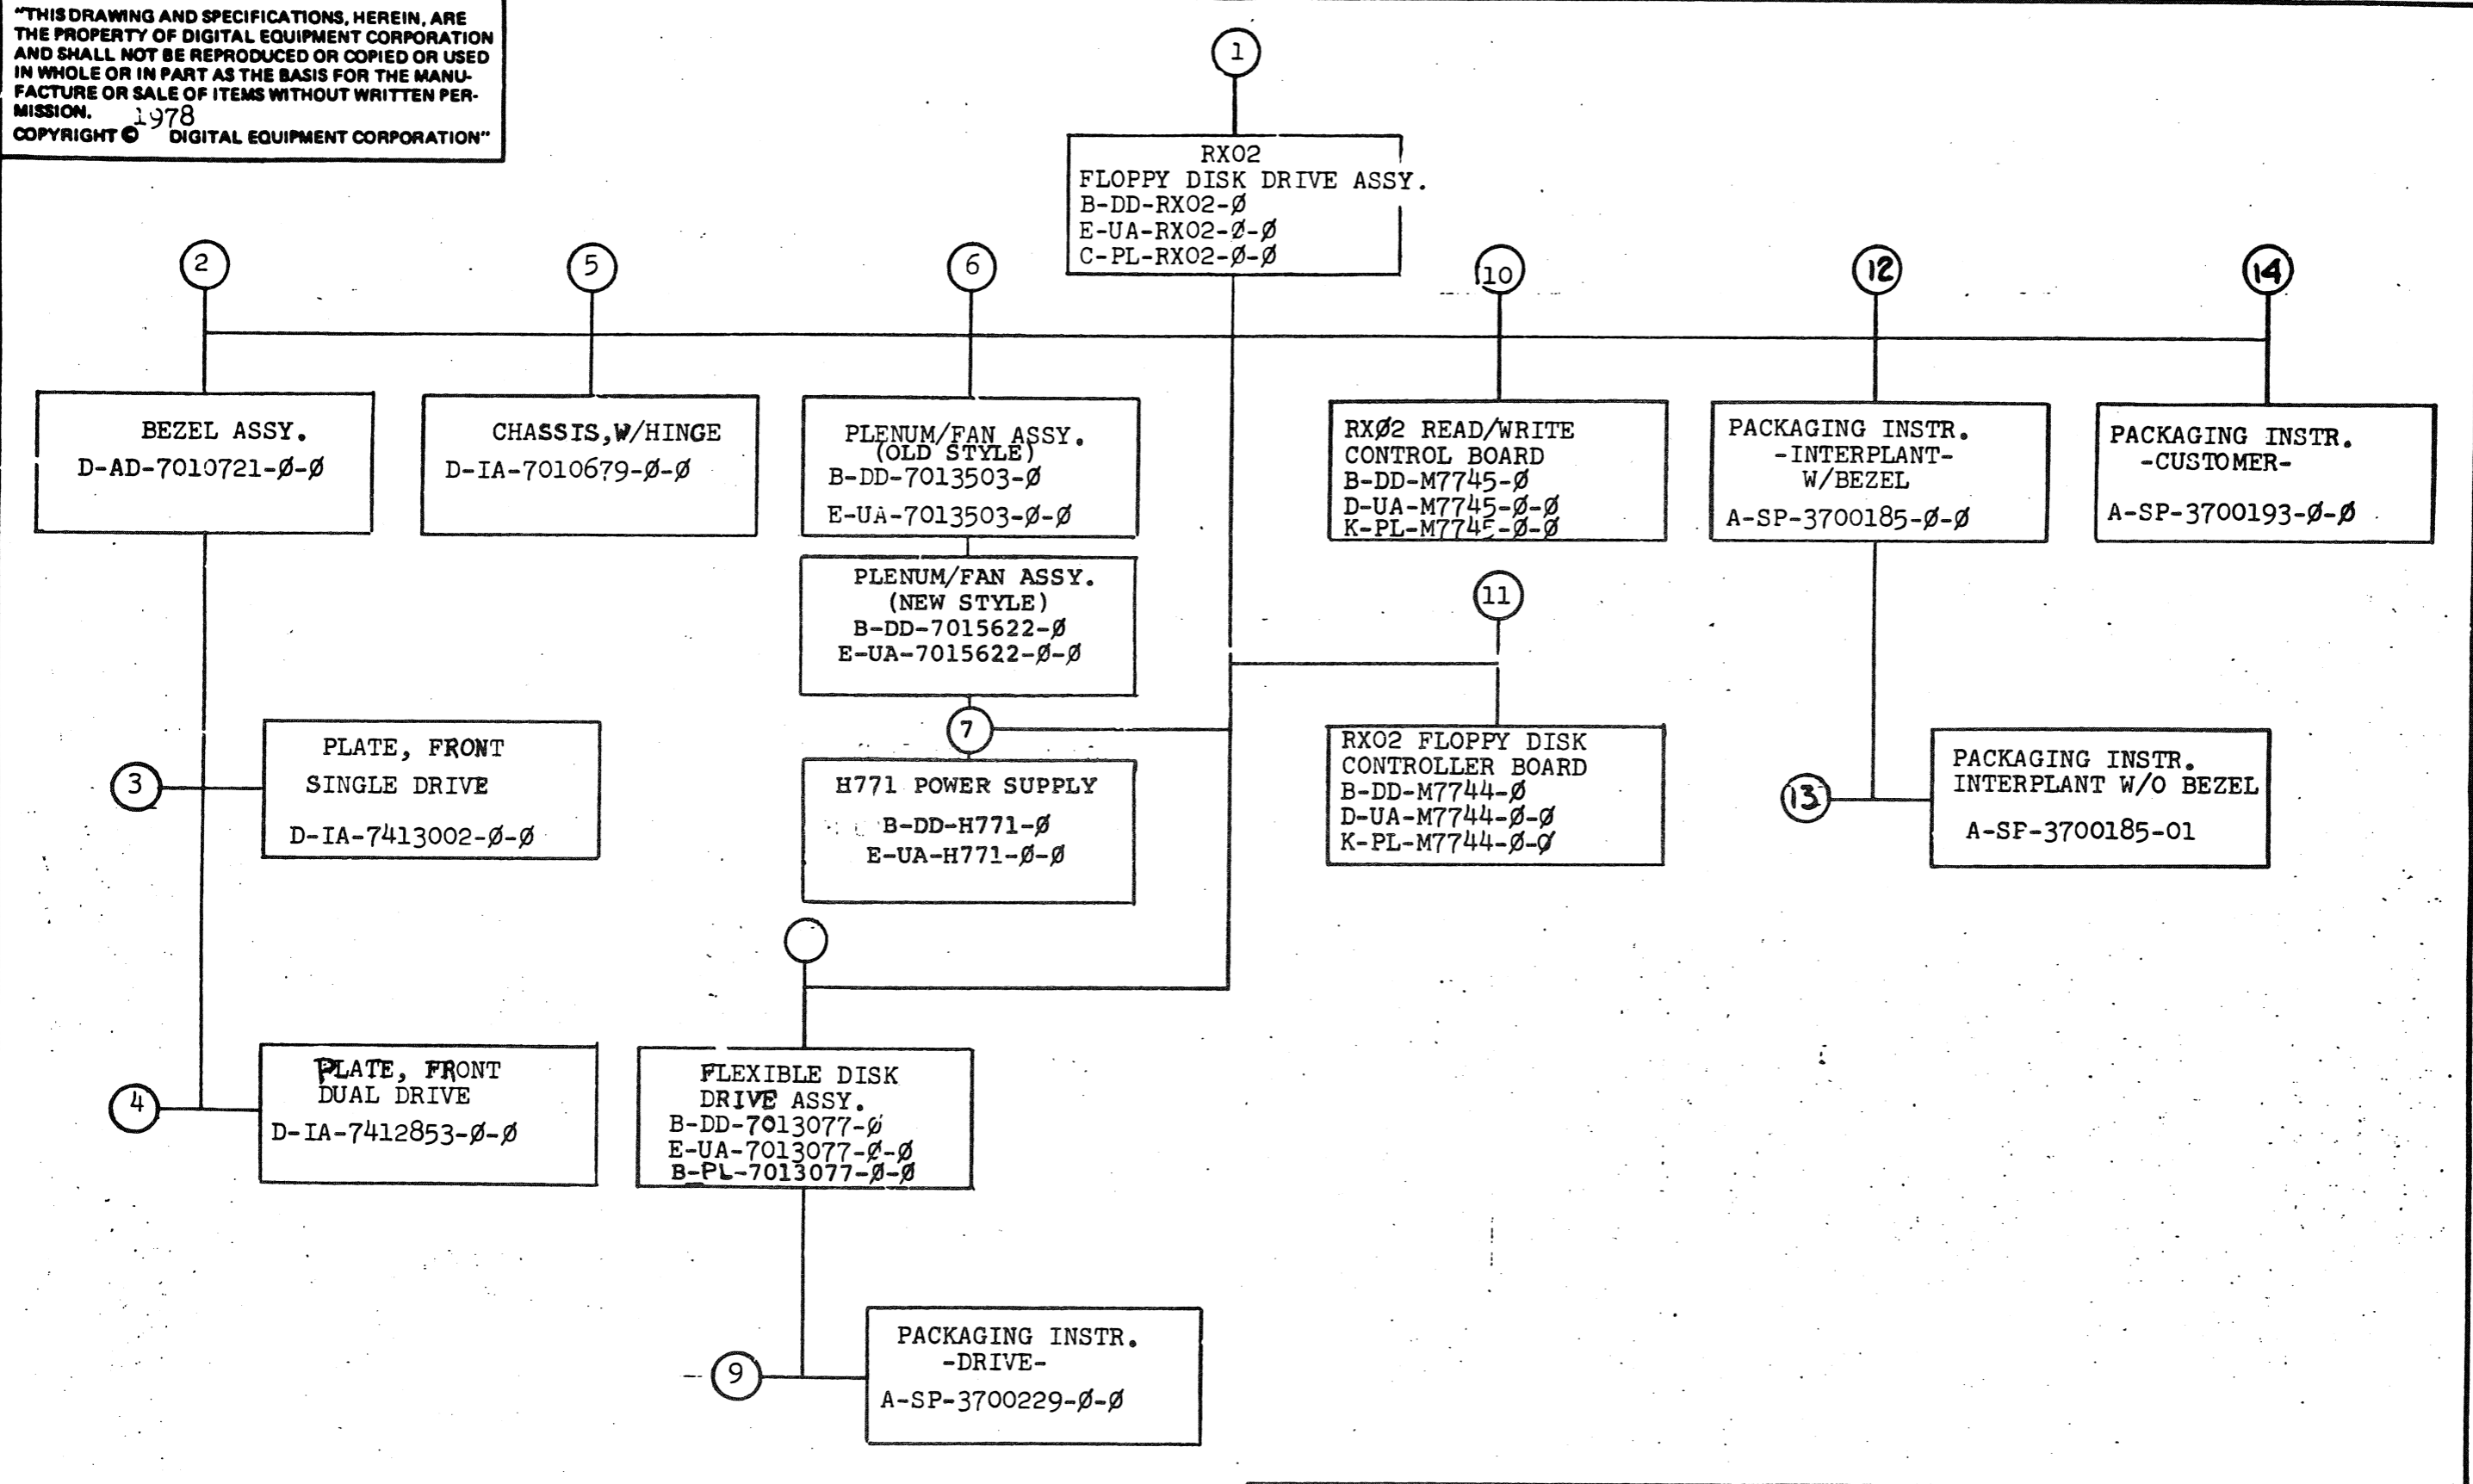 "THIS DRAWING AND SPECIFICATIONS, HEREIN, ARE
THE PROPERTY OF DIGITAL EQUIPMENT CORPORATION
AND SHALL NOT BE REPRODUCED OR COPIED OR USED
IN WHOLE OR IN PART AS THE BASIS FOR THE MANU-
FACTURE OR SALE OF ITEMS WITHOUT WRITTEN PER-
MISSION.
1978
COPYRIGHT © DIGITAL EQUIPMENT CORPORATION"
1
RX02
FLOPPY DISK DRIVE ASSY.
B-DD-RX02-Ø
E-UA-RX02-Ø-Ø
C-PL-RX02-Ø-Ø
2
5
6
10
12
14
BEZEL ASSY.
D-AD-7010721-Ø-Ø
CHASSIS,W/HINGE
D-IA-7010679-Ø-Ø
PLENUM/FAN ASSY.
(OLD STYLE)
B-DD-7013503-Ø
E-UA-7013503-Ø-Ø
RXØ2 READ/WRITE
CONTROL BOARD
B-DD-M7745-Ø
D-UA-M7745-Ø-Ø
K-PL-M7745-Ø-Ø
PACKAGING INSTR.
-INTERPLANT-
W/BEZEL
A-SP-3700185-Ø-Ø
PACKAGING INSTR.
-CUSTOMER-
A-SP-3700193-Ø-Ø
PLENUM/FAN ASSY.
(NEW STYLE)
B-DD-7015622-Ø
E-UA-7015622-Ø-Ø
11
7
3
PLATE, FRONT
SINGLE DRIVE
D-IA-7413002-Ø-Ø
H771 POWER SUPPLY
B-DD-H771-Ø
E-UA-H771-Ø-Ø
RX02 FLOPPY DISK
CONTROLLER BOARD
B-DD-M7744-Ø
D-UA-M7744-Ø-Ø
K-PL-M7744-Ø-Ø
13
PACKAGING INSTR.
INTERPLANT W/O BEZEL
A-SP-3700185-01
4
PLATE, FRONT
DUAL DRIVE
D-IA-7412853-Ø-Ø
FLEXIBLE DISK
DRIVE ASSY.
B-DD-7013077-Ø
E-UA-7013077-Ø-Ø
B-PL-7013077-Ø-Ø
9
PACKAGING INSTR.
-DRIVE-
A-SP-3700229-Ø-Ø